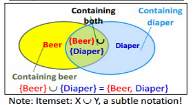 Containing both
Containing diaper
Beer
{Beer} ∪ {Diaper}
Diaper
Containing beer
{Beer} ∪ {Diaper} = {Beer, Diaper}
Note: Itemset: X ∪ Y, a subtle notation!